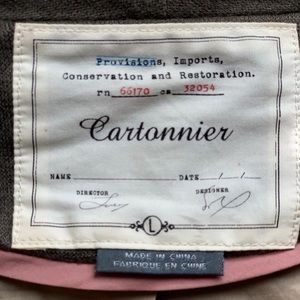 Provisions, Imports,
Conservation and Restoration.
rn 66170 ca 32054
Cartonnier
NAME DATE / /
DIRECTOR DESIGNER
L
MADE IN CHINA
FABRIQUE EN CHINE